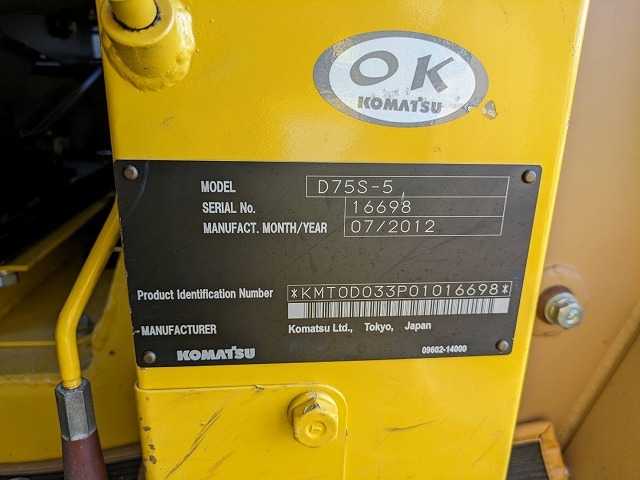 OK
KOMATSU
MODEL D75S-5,
SERIAL No. 16698
MANUFACT. MONTH/YEAR 07/2012
Product Identification Number *KMT0D033P01016698*
MANUFACTURER Komatsu Ltd., Tokyo, Japan
KOMATSU 09602-14000